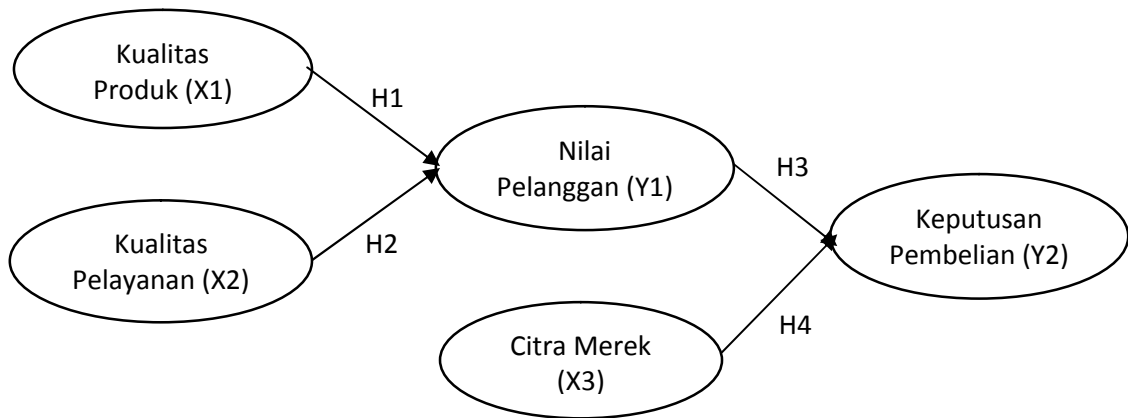 Kualitas
Produk (X1)
H1
Nilai
Pelanggan (Y1)
H3
Kualitas
Pelayanan (X2)
H2
Keputusan
Pembelian (Y2)
Citra Merek
(X3)
H4